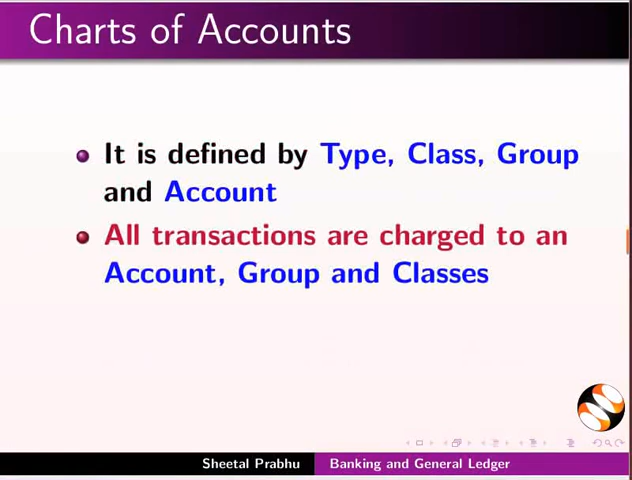 Charts of Accounts
It is defined by Type, Class, Group
and Account
All transactions are charged to an
Account, Group and Classes
Sheetal Prabhu Banking and General Ledger